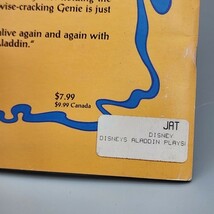 wise-cracking Genie is just
alive again and again with
Aladdin."
$7.99
$9.99 Canada
JAT
DISNEY
DISNEYS ALADDIN PLAYS